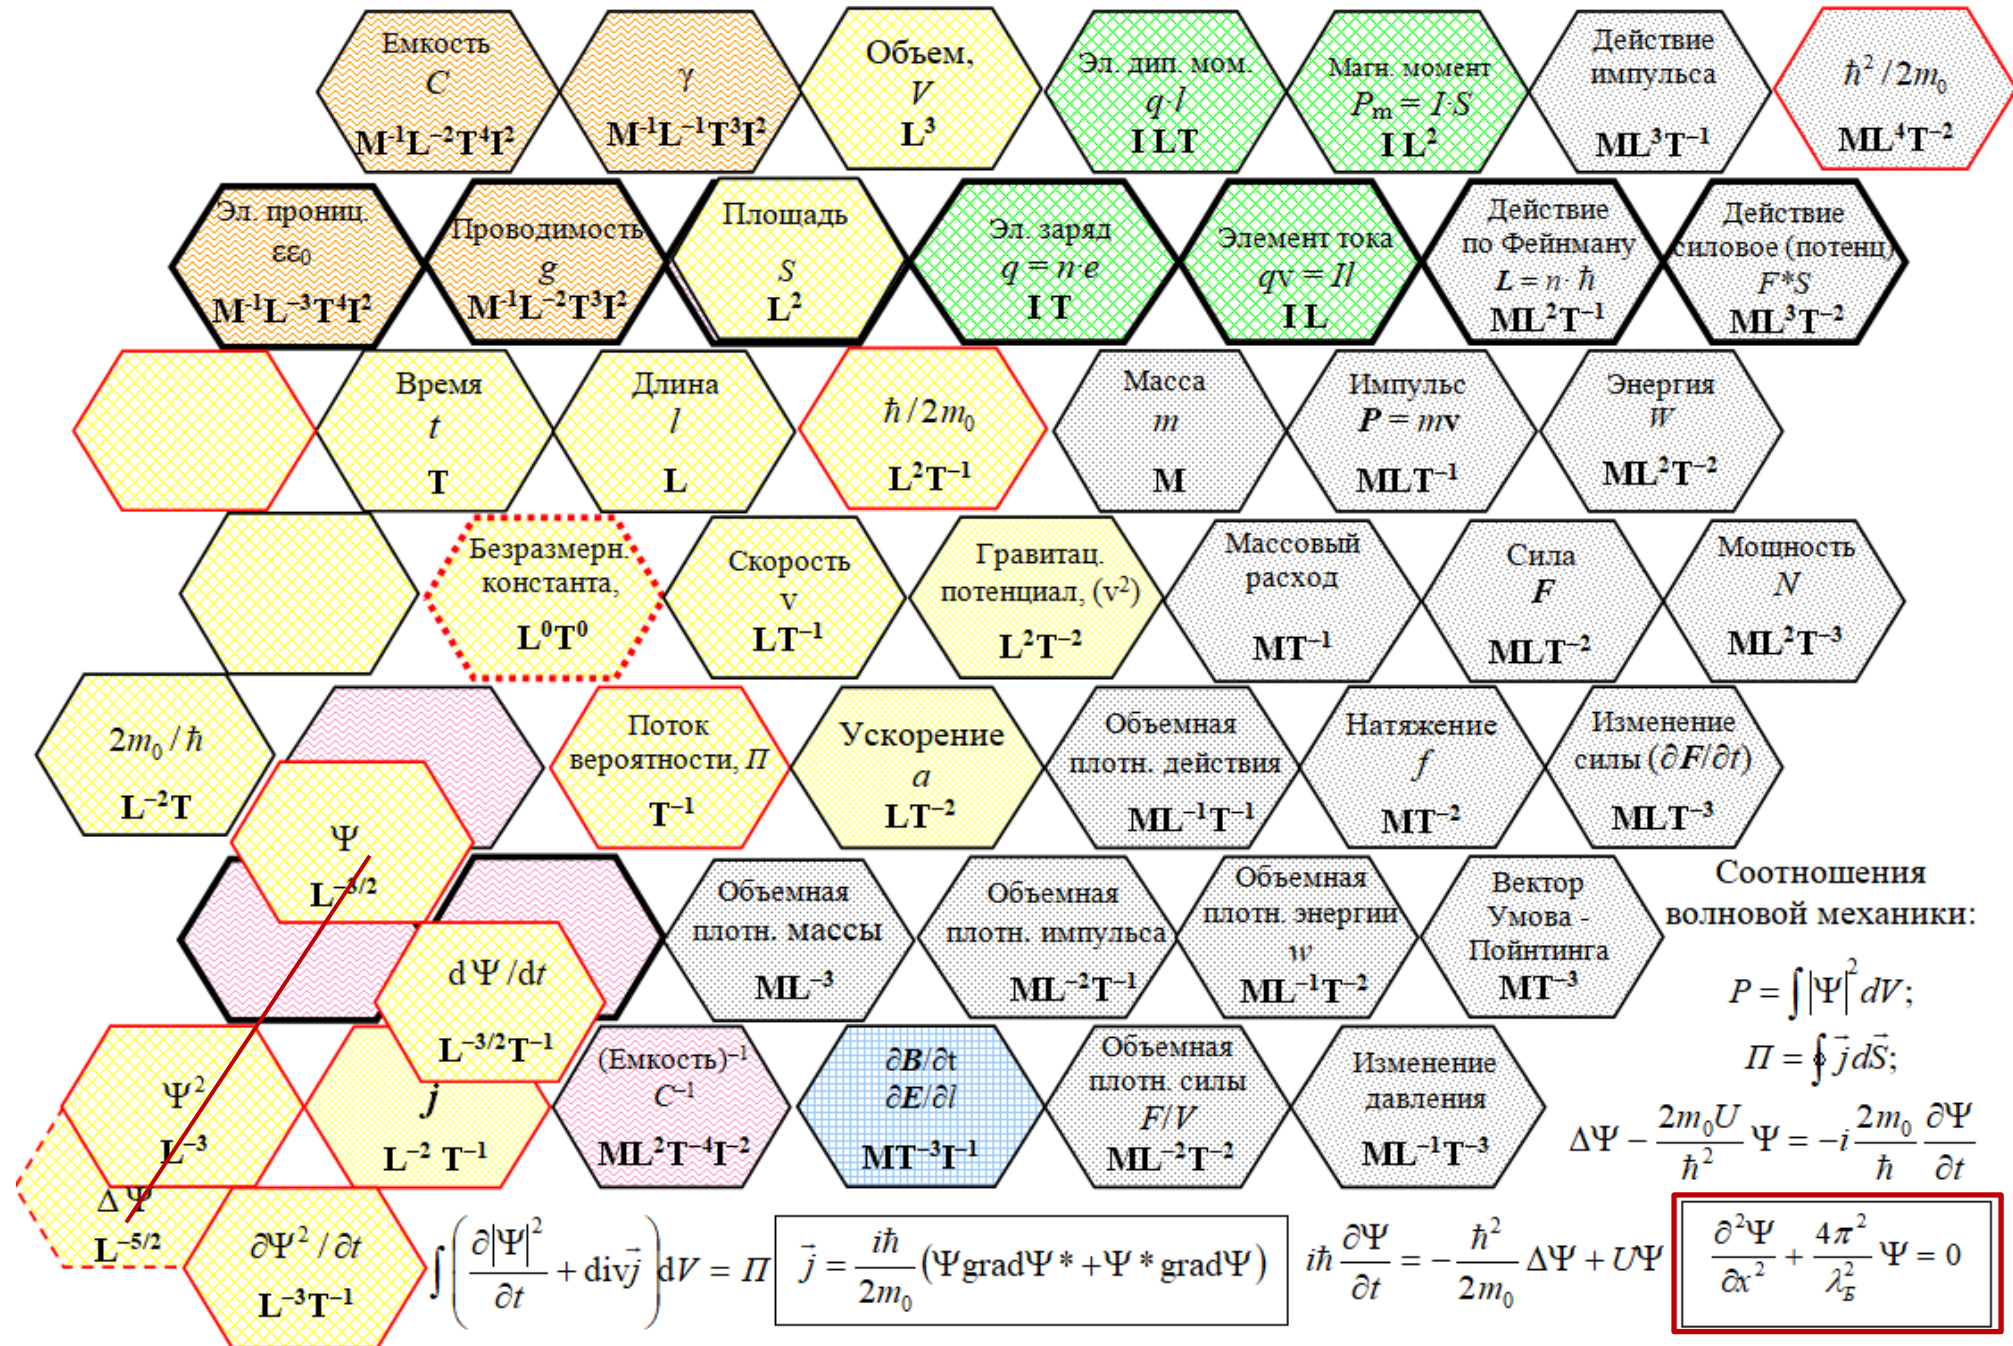 Емкость
C
M⁻¹L⁻²T⁴I²
γ
M⁻¹L⁻¹T³I²
Объем,
V
L³
Эл. дип. мом.
q·l
I LT
Магн. момент
Pₘ = I·S
I L²
Действие
импульса
ML³T⁻¹
ħ² / 2m₀
ML⁴T⁻²
Эл. прониц.
εε₀
M⁻¹L⁻³T⁴I²
Проводимость
g
M⁻¹L⁻²T³I²
Площадь
S
L²
Эл. заряд
q = n·e
I T
Элемент тока
qv = Il
I L
Действие
по Фейнману
L = n· ħ
ML²T⁻¹
Действие
силовое (потенц)
F*S
ML³T⁻²
Время
t
T
Длина
l
L
ħ / 2m₀
L²T⁻¹
Масса
m
M
Импульс
P = mv
MLT⁻¹
Энергия
W
ML²T⁻²
Безразмерн.
константа,
L⁰T⁰
Скорость
v
LT⁻¹
Гравитац.
потенциал, (v²)
L²T⁻²
Массовый
расход
MT⁻¹
Сила
F
MLT⁻²
Мощность
N
ML²T⁻³
2m₀ / ħ
L⁻²T
Поток
вероятности, П
T⁻¹
Ускорение
a
LT⁻²
Объемная
плотн. действия
ML⁻¹T⁻¹
Натяжение
f
MT⁻²
Изменение
силы (∂F/∂t)
MLT⁻³
Ψ
L⁻³/²
Объемная
плотн. массы
ML⁻³
Объемная
плотн. импульса
ML⁻²T⁻¹
Объемная
плотн. энергии
w
ML⁻¹T⁻²
Вектор
Умова -
Пойнтинга
MT⁻³
Соотношения
волновой механики:
P = ∫|Ψ|² dV;
П = ∮ j⃗ dS⃗;
ΔΨ − (2m₀U / ħ²) Ψ = −i (2m₀ / ħ) (∂Ψ / ∂t)
dΨ /dt
L⁻³/²T⁻¹
Ψ²
L⁻³
j
L⁻² T⁻¹
(Емкость)⁻¹
C⁻¹
ML²T⁻⁴I⁻²
∂B/∂t
∂E/∂l
MT⁻³I⁻¹
Объемная
плотн. силы
F/V
ML⁻²T⁻²
Изменение
давления
ML⁻¹T⁻³
Δ Ψ
L⁻⁵/²
∂Ψ² / ∂t
L⁻³T⁻¹
∫(∂|Ψ|² / ∂t + div j⃗)dV = П
j⃗ = (iħ / 2m₀) (Ψ grad Ψ * + Ψ * grad Ψ)
iħ ∂Ψ / ∂t = −(ħ² / 2m₀) ΔΨ + UΨ
∂²Ψ / ∂x² + (4π² / λ²_Б) Ψ = 0